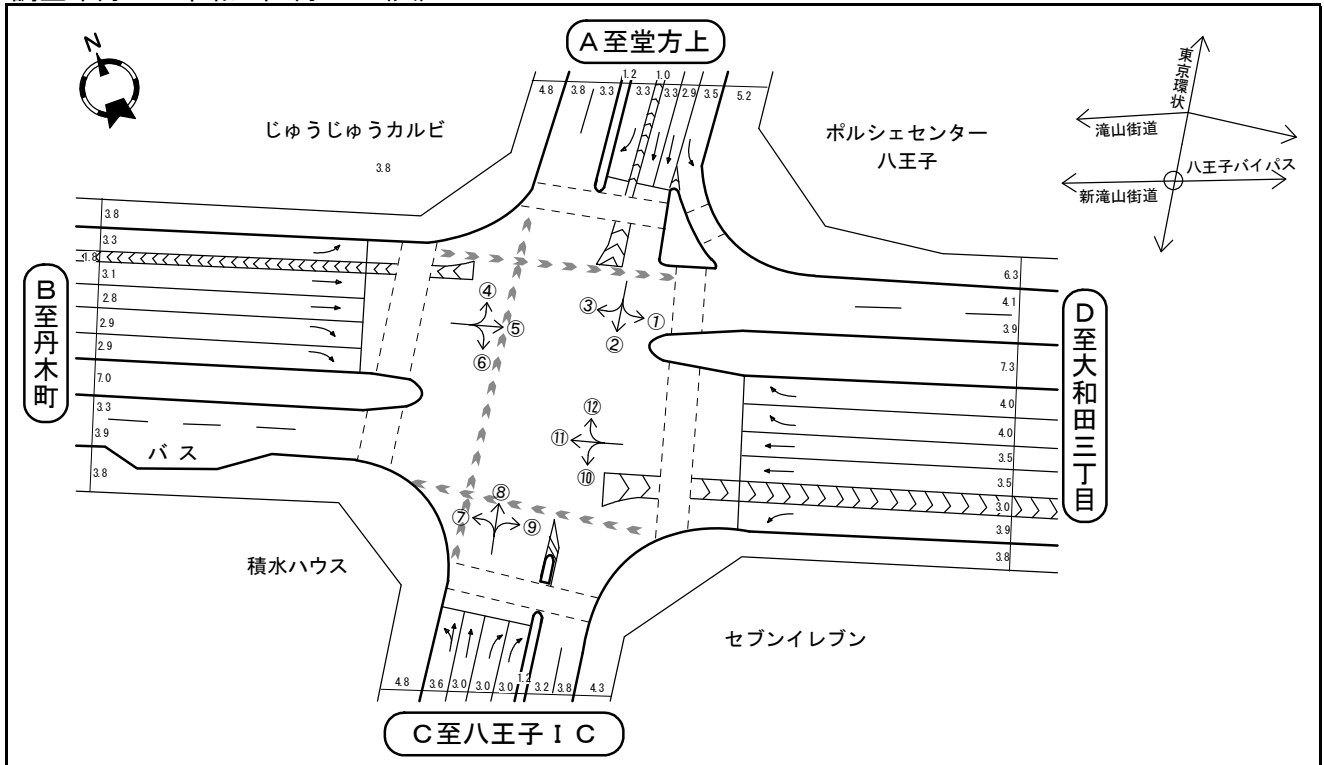 A至堂方上
N
1.2 1.0
4.8 3.8 3.3 3.3 3.3 2.9 3.5 5.2
じゅうじゅうカルビ
3.8
ポルシェセンター
八王子
東京環状
滝山街道
八王子バイパス
新滝山街道
B至丹木町
3.8
3.3
1.8
3.1
2.8
2.9
2.9
7.0
3.3
3.9
3.8
バス
④
⑤
⑥
③
①
②
⑫
⑪
⑩
⑧
⑦
⑨
6.3
4.1
3.9
7.3
4.0
4.0
3.5
3.5
3.0
3.9
3.8
D至大和田三丁目
積水ハウス
セブンイレブン
4.8 3.6 3.0 3.0 3.0 1.2 3.2 3.8 4.3
C至八王子IC